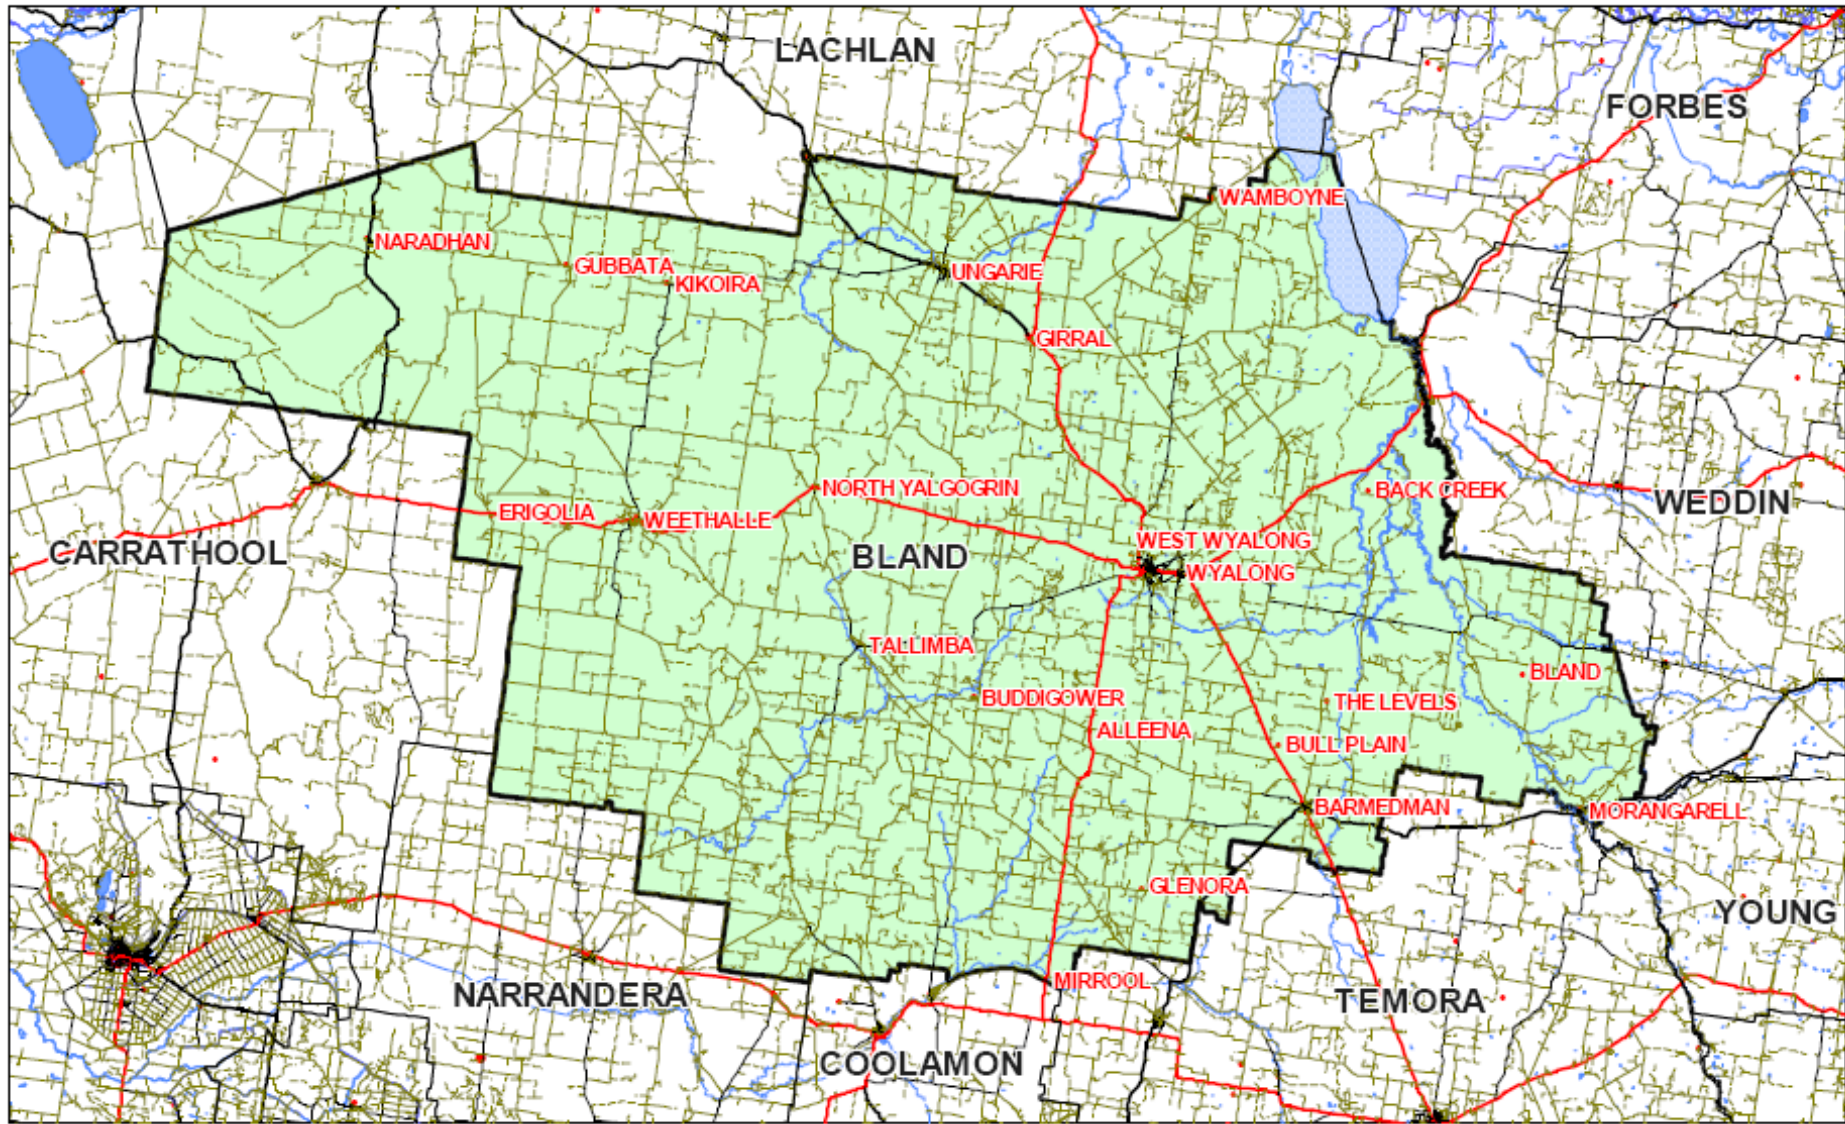 LACHLAN
FORBES
WAMBOYNE
NARADHAN
GUBBATA
KIKOIRA
UNGARIE
GIRRAL
NORTH YALGOGRIN
BACK CREEK
WEDDIN
ERIGOLIA
WEETHALLE
CARRATHOOL
BLAND
WEST WYALONG
WYALONG
TALLIMBA
BLAND
BUDDIGOWER
THE LEVELS
ALLEENA
BULL PLAIN
BARMEDMAN
MORANGARELL
GLENORA
YOUNG
MIRROOL
NARRANDERA
TEMORA
COOLAMON